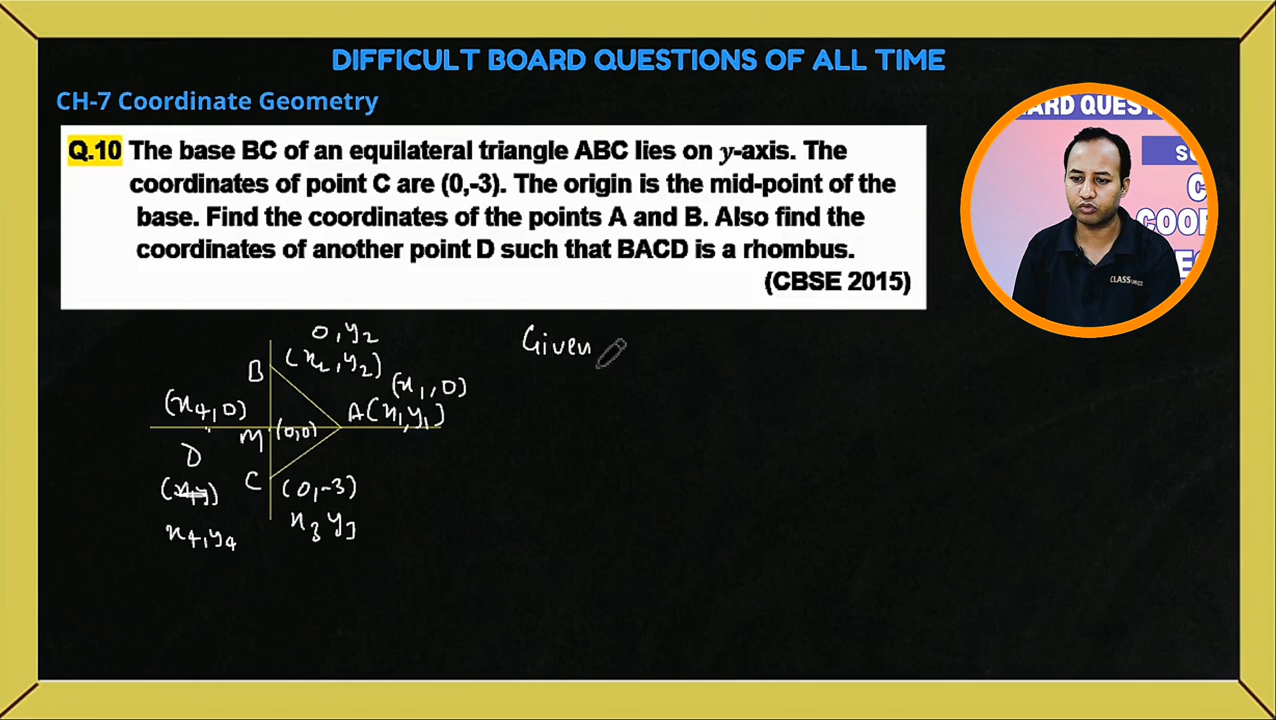 DIFFICULT BOARD QUESTIONS OF ALL TIME
CH-7 Coordinate Geometry
Q.10 The base BC of an equilateral triangle ABC lies on y-axis. The
coordinates of point C are (0,-3). The origin is the mid-point of the
base. Find the coordinates of the points A and B. Also find the
coordinates of another point D such that BACD is a rhombus.
(CBSE 2015)
ARD QUES
S
C
COOR
E
CLASS
0, y2
B (x2, y2)
(x1, 0)
A(x1, y1)
(x4, 0)
M (0,0)
D
C (0, -3)
x3 y3
x4, y4
Given